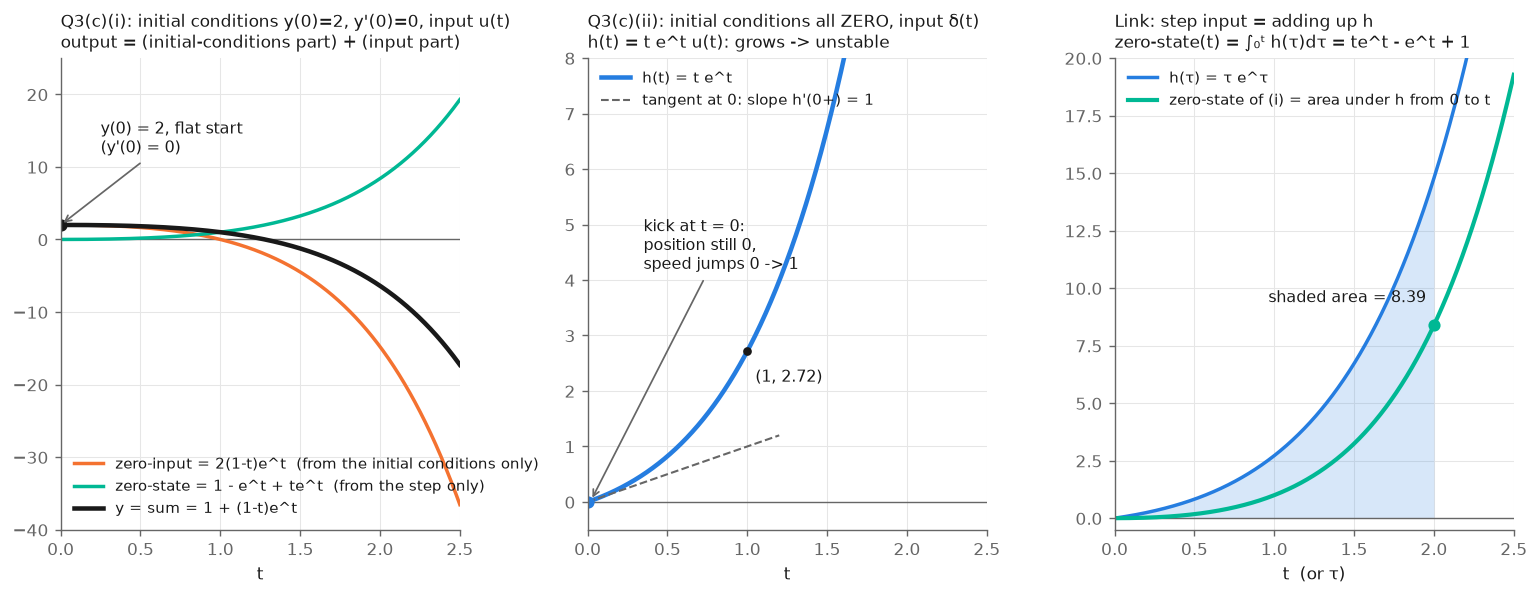 Q3(c)(i): initial conditions y(0)=2, y'(0)=0, input u(t)
output = (initial-conditions part) + (input part)
20
10
0
−10
−20
−30
−40
y(0) = 2, flat start
(y'(0) = 0)
zero-input = 2(1-t)e^t  (from the initial conditions only)
zero-state = 1 - e^t + te^t  (from the step only)
y = sum = 1 + (1-t)e^t
0.0 0.5 1.0 1.5 2.0 2.5
t
Q3(c)(ii): initial conditions all ZERO, input δ(t)
h(t) = t e^t u(t): grows -> unstable
8
7
6
5
4
3
2
1
0
h(t) = t e^t
tangent at 0: slope h'(0+) = 1
kick at t = 0:
position still 0,
speed jumps 0 -> 1
(1, 2.72)
0.0 0.5 1.0 1.5 2.0 2.5
t
Link: step input = adding up h
zero-state(t) = ∫₀ᵗ h(τ)dτ = te^t - e^t + 1
20.0
17.5
15.0
12.5
10.0
7.5
5.0
2.5
0.0
h(τ) = τ e^τ
zero-state of (i) = area under h from 0 to t
shaded area = 8.39
0.0 0.5 1.0 1.5 2.0 2.5
t  (or τ)